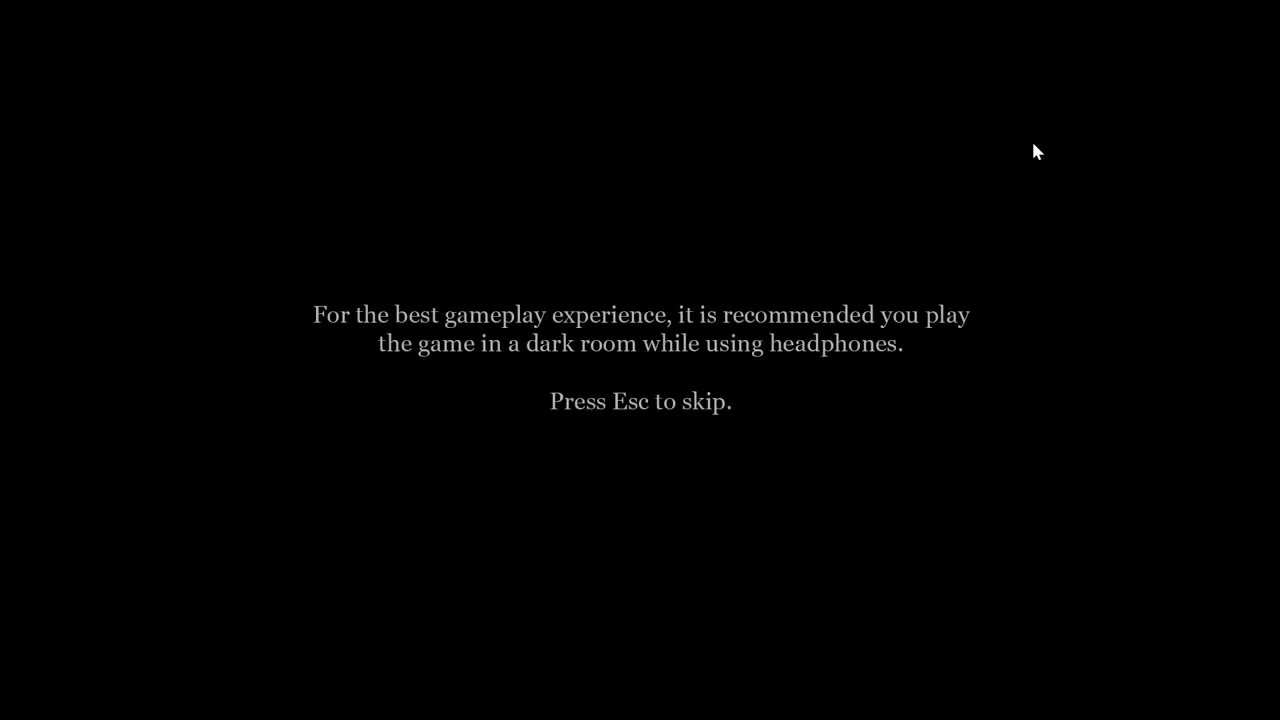 For the best gameplay experience, it is recommended you play
the game in a dark room while using headphones.
Press Esc to skip.